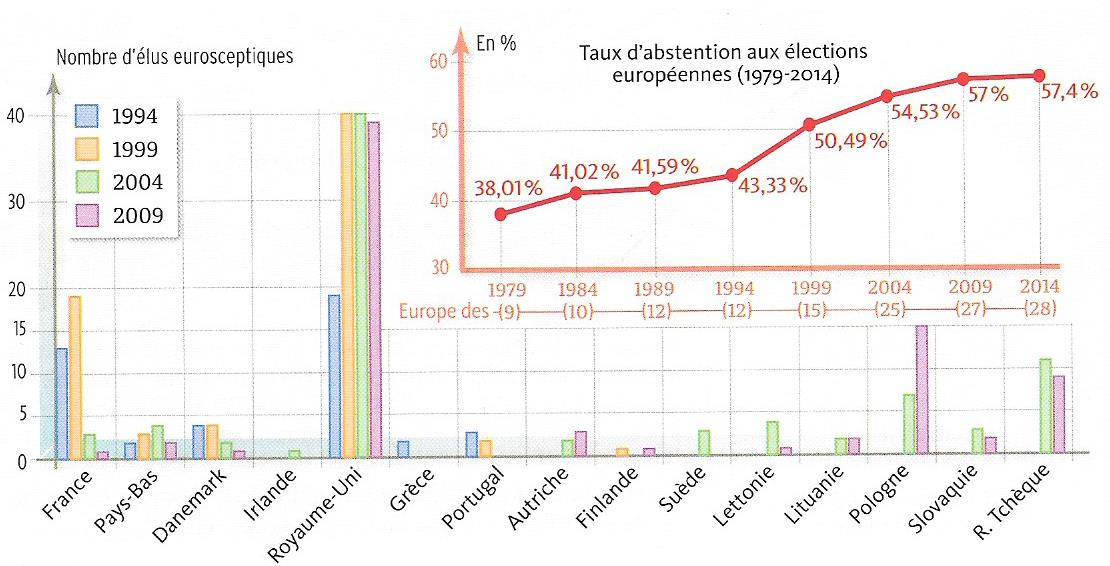 Nombre d'élus eurosceptiques
1994
1999
2004
2009
40
30
20
15
10
5
0
France
Pays-Bas
Danemark
Irlande
Royaume-Uni
Grèce
Portugal
Autriche
Finlande
Suède
Lettonie
Lituanie
Pologne
Slovaquie
R. Tchèque
En %
Taux d'abstention aux élections
européennes (1979-2014)
60
50
40
30
38,01%
41,02%
41,59%
43,33%
50,49%
54,53%
57%
57,4%
1979 1984 1989 1994 1999 2004 2009 2014
Europe des (9) (10) (12) (12) (15) (25) (27) (28)